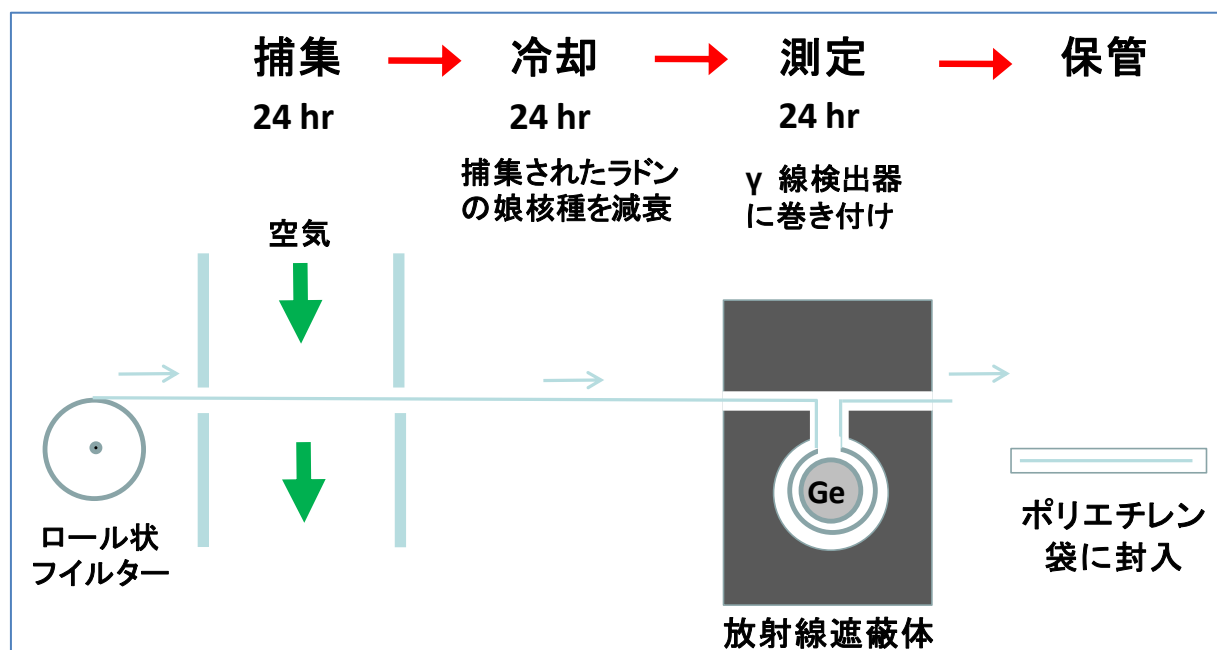 捕集 冷却 測定 保管
24 hr 24 hr 24 hr
捕集されたラドン
の娘核種を減衰
γ 線検出器
に巻き付け
空気
Ge
ロール状
フイルター
ポリエチレン
袋に封入
放射線遮蔽体